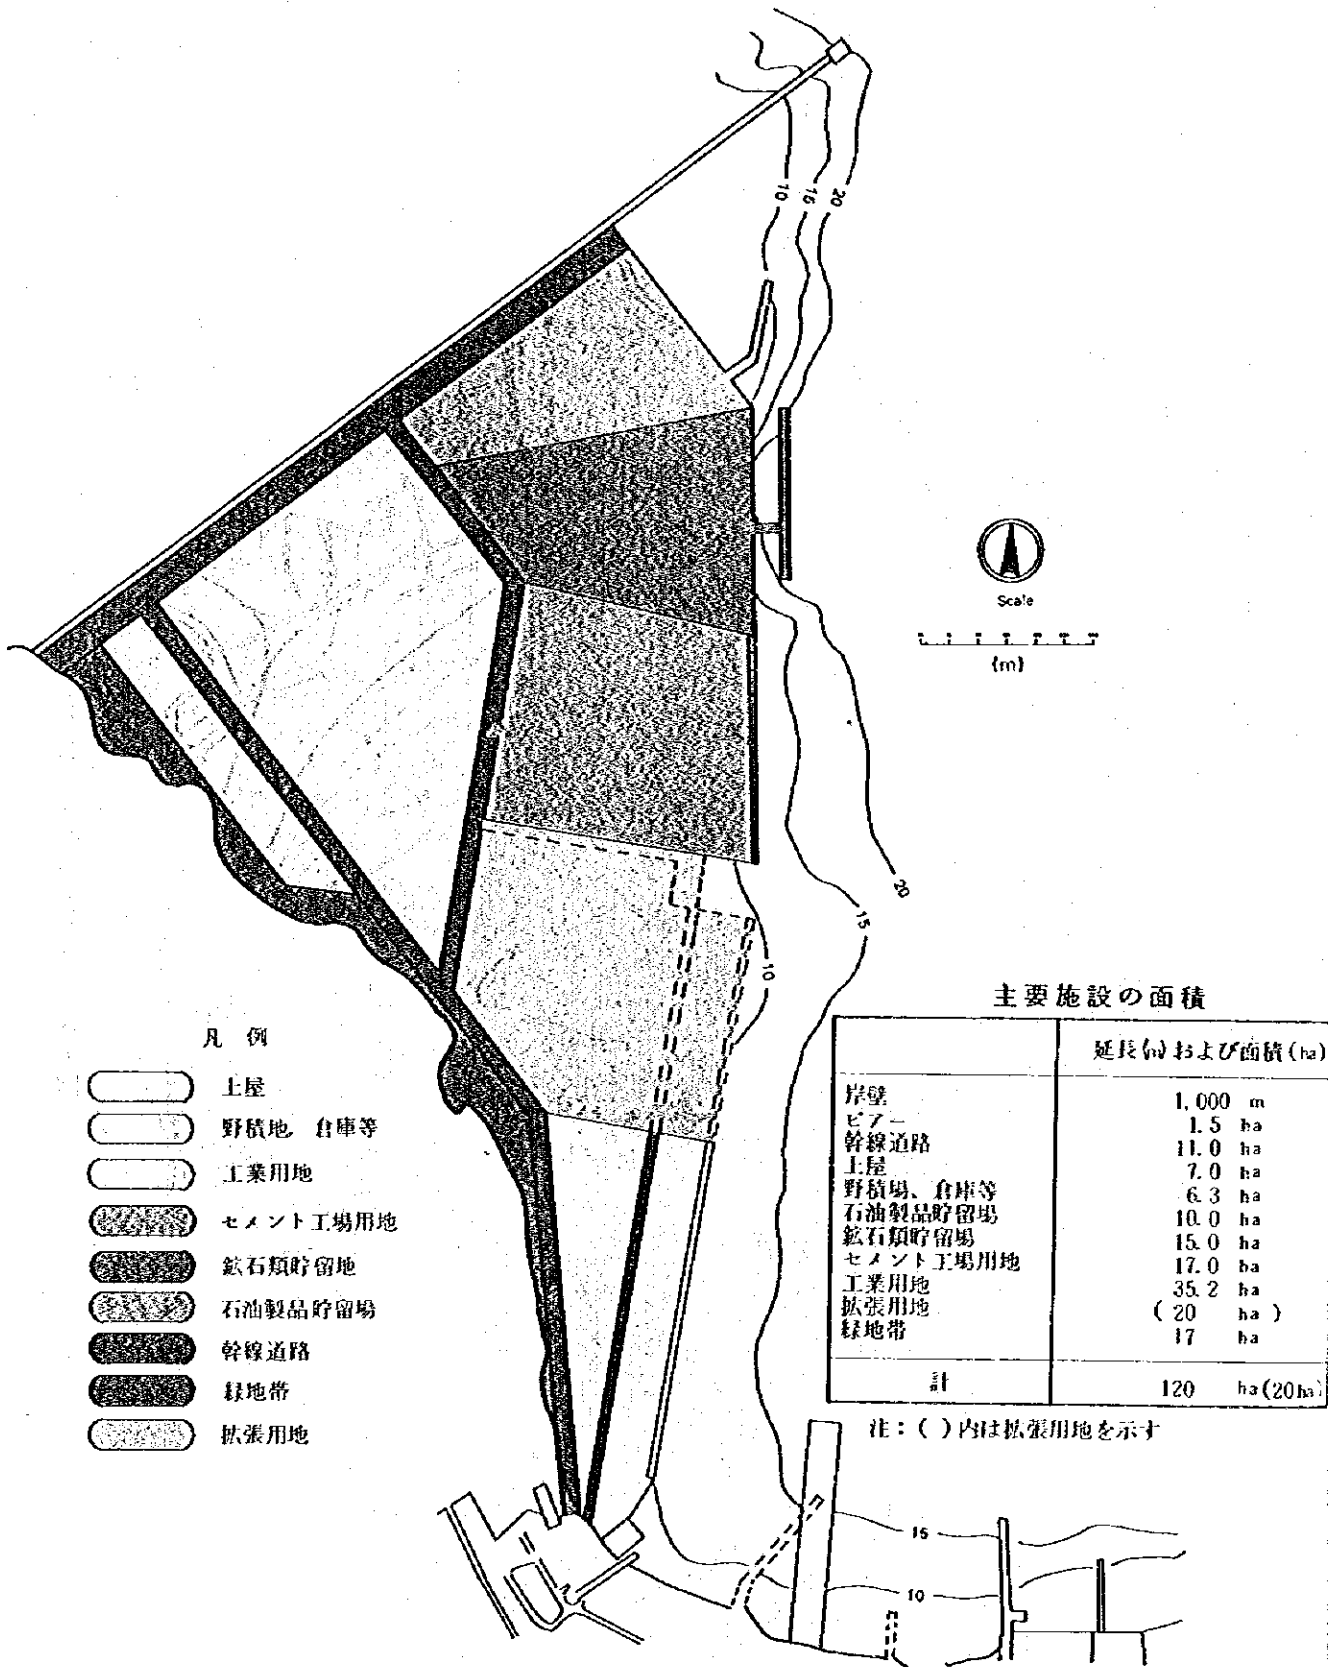 10
15
20
Scale
(m)
20
15
10
主要施設の面積
延長(m)および面積(ha)
岸壁 1,000 m
ピアー 1.5 ha
幹線道路 11.0 ha
上屋 7.0 ha
野積場、倉庫等 6.3 ha
石油製品貯留場 10.0 ha
鉱石類貯留場 15.0 ha
セメント工場用地 17.0 ha
工業用地 35.2 ha
拡張用地 (20 ha)
緑地帯 17 ha
計 120 ha(20ha)
注:( )内は拡張用地を示す
凡例
上屋
野積地、倉庫等
工業用地
セメント工場用地
鉱石類貯留地
石油製品貯留場
幹線道路
緑地帯
拡張用地
15
10